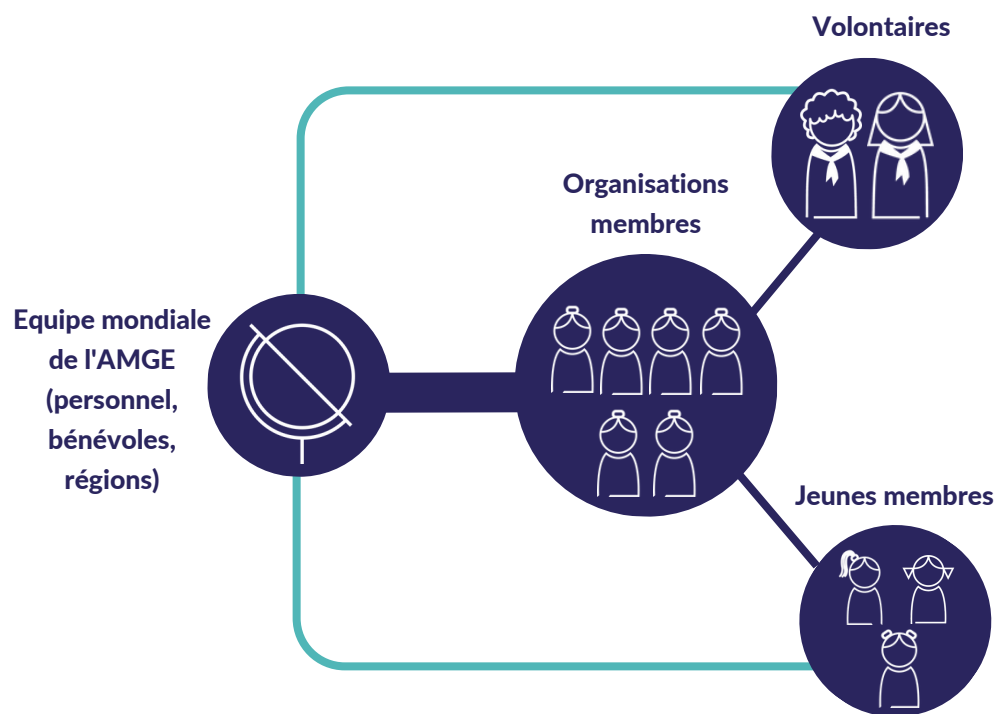 Volontaires
Organisations
membres
Equipe mondiale
de l'AMGE
(personnel,
bénévoles,
régions)
Jeunes membres